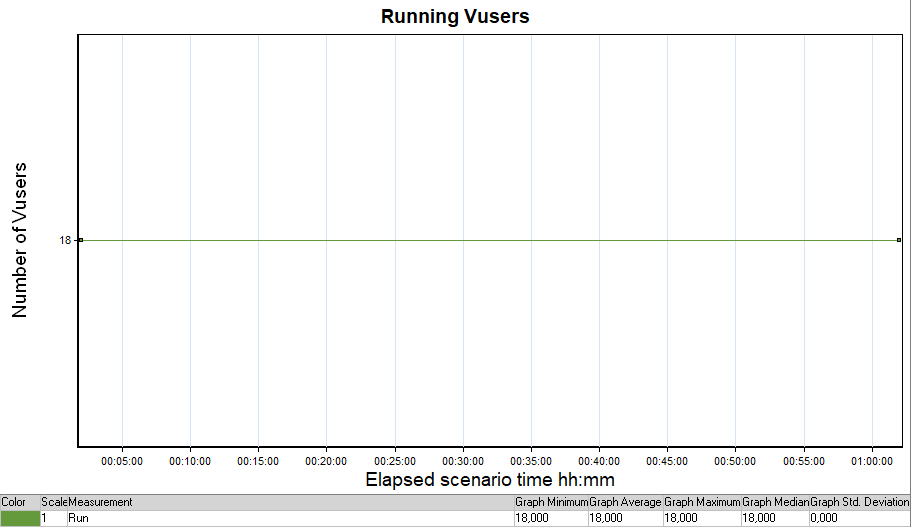 Running Vusers
Number of Vusers
18
00:05:00 00:10:00 00:15:00 00:20:00 00:25:00 00:30:00 00:35:00 00:40:00 00:45:00 00:50:00 00:55:00 01:00:00
Elapsed scenario time hh:mm
Color Scale Measurement Graph Minimum Graph Average Graph Maximum Graph Median Graph Std. Deviation
1 Run 18,000 18,000 18,000 18,000 0,000